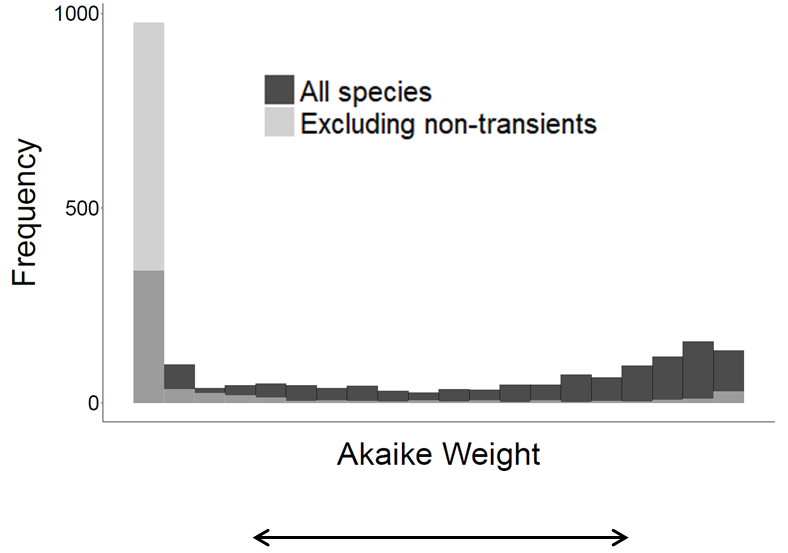 1000
All species
Excluding non-transients
Frequency
500
0
Akaike Weight